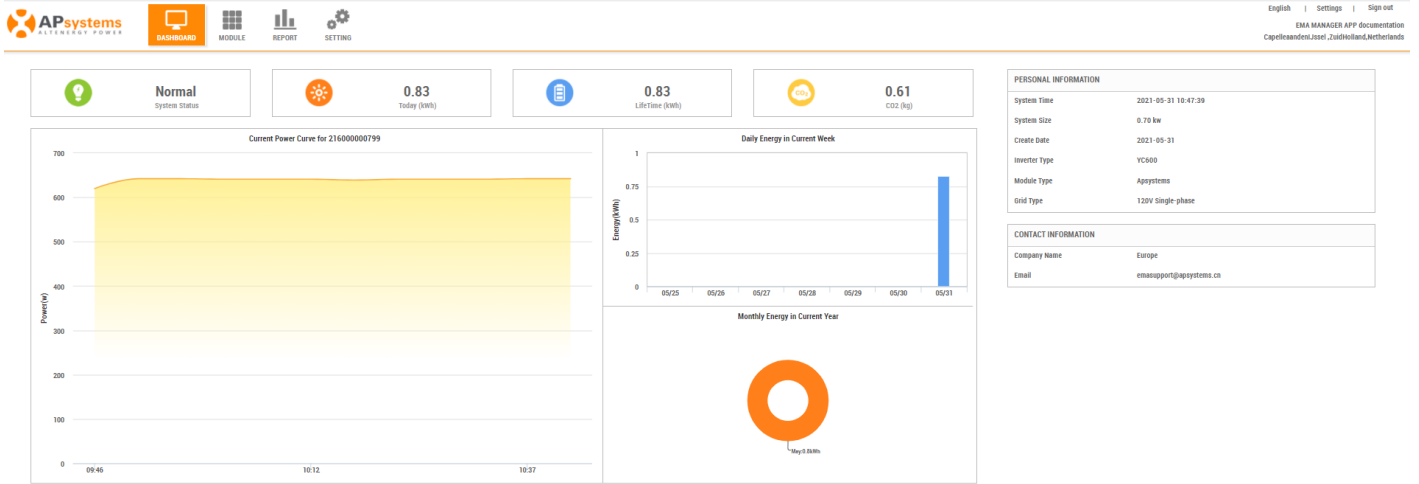 APsystems
ALTENERGY POWER
DASHBOARD
MODULE
REPORT
SETTING
English | Settings | Sign out
EMA MANAGER APP documentation
CapelleaandenIJssel ,ZuidHolland,Netherlands
Normal
System Status
0.83
Today (kWh)
0.83
LifeTime (kWh)
CO2
0.61
CO2 (kg)
Current Power Curve for 216000000799
700
600
500
400
300
200
100
0
Power(w)
09:46 10:12 10:37
Daily Energy in Current Week
1
0.75
0.5
0.25
0
Energy(kWh)
05/25 05/26 05/27 05/28 05/29 05/30 05/31
Monthly Energy in Current Year
May:0.8kWh
PERSONAL INFORMATION
System Time 2021-05-31 10:47:39
System Size 0.70 kw
Create Date 2021-05-31
Inverter Type YC600
Module Type Apsystems
Grid Type 120V Single-phase
CONTACT INFORMATION
Company Name Europe
Email emasupport@apsystems.cn